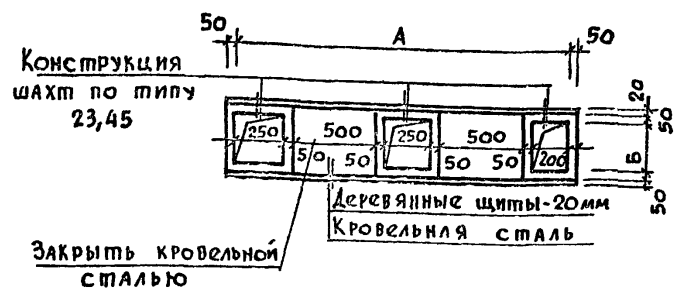 50 А 50
Конструкция
шахт по типу
23,45
250 500 250 500 200
50 50 50 50
20
50
Б
50
Деревянные щиты-20мм
Кровельная сталь
Закрыть кровельной
сталью